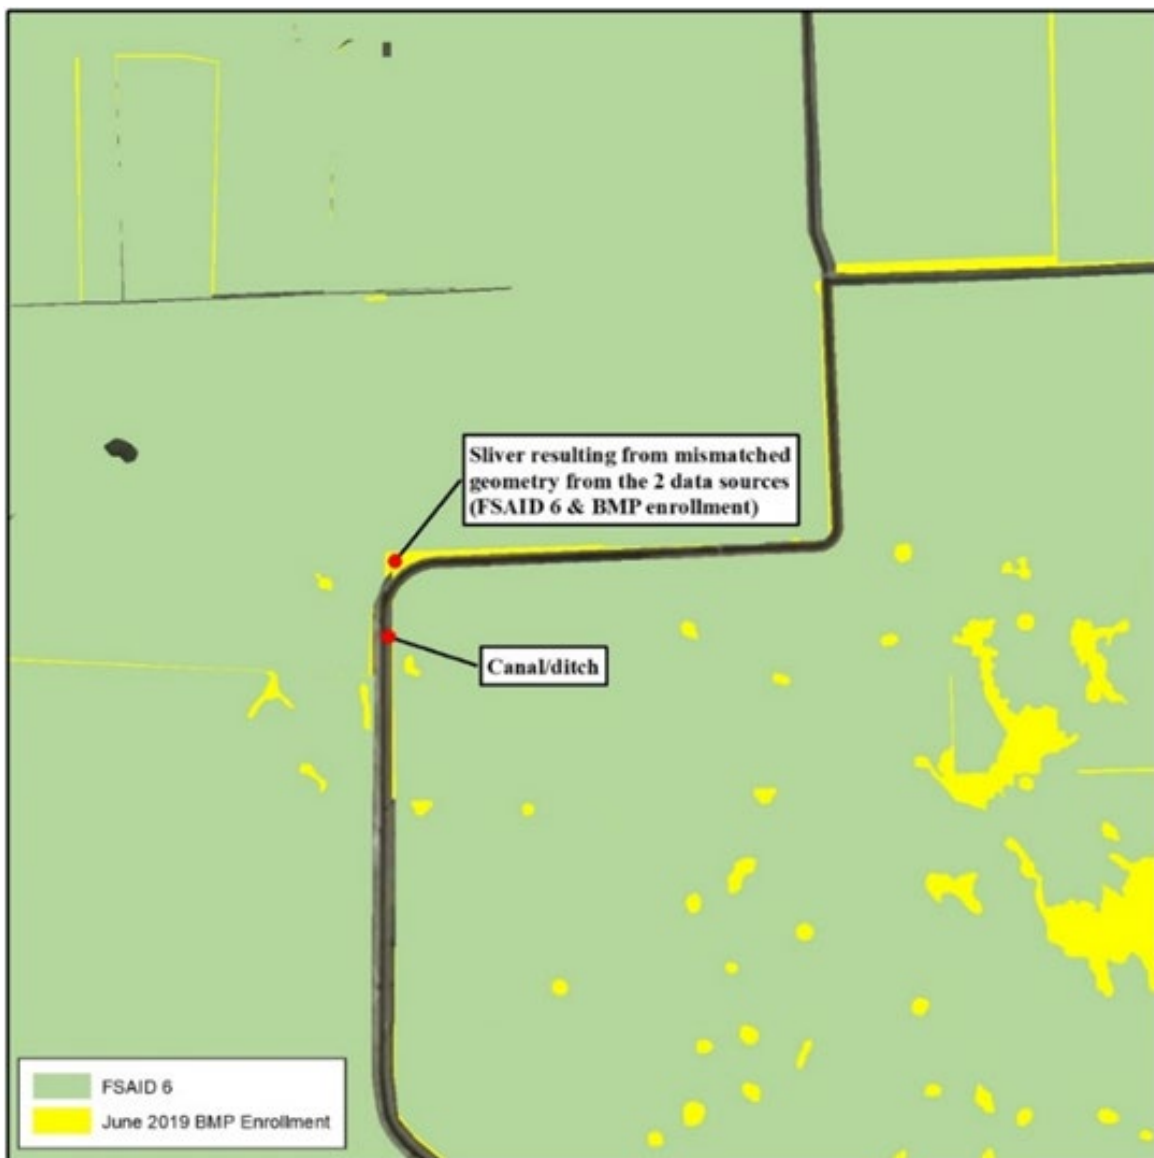 Sliver resulting from mismatched
geometry from the 2 data sources
(FSAID 6 & BMP enrollment)
Canal/ditch
FSAID 6
June 2019 BMP Enrollment